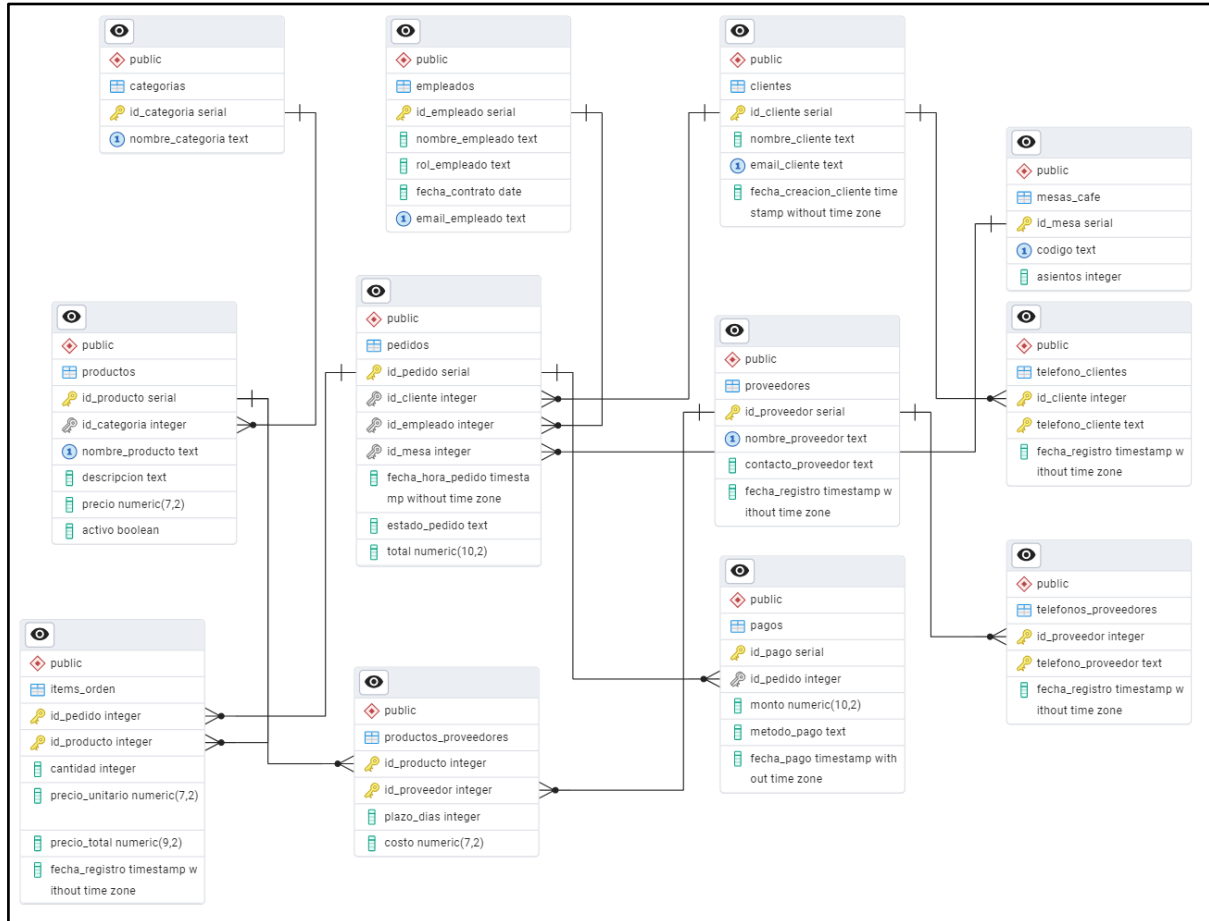 public
categorias
id_categoria serial
nombre_categoria text
public
empleados
id_empleado serial
nombre_empleado text
rol_empleado text
fecha_contrato date
email_empleado text
public
clientes
id_cliente serial
nombre_cliente text
email_cliente text
fecha_creacion_cliente time
stamp without time zone
public
mesas_cafe
id_mesa serial
codigo text
asientos integer
public
productos
id_producto serial
id_categoria integer
nombre_producto text
descripcion text
precio numeric(7,2)
activo boolean
public
pedidos
id_pedido serial
id_cliente integer
id_empleado integer
id_mesa integer
fecha_hora_pedido timesta
mp without time zone
estado_pedido text
total numeric(10,2)
public
proveedores
id_proveedor serial
nombre_proveedor text
contacto_proveedor text
fecha_registro timestamp w
ithout time zone
public
telefono_clientes
id_cliente integer
telefono_cliente text
fecha_registro timestamp w
ithout time zone
public
items_orden
id_pedido integer
id_producto integer
cantidad integer
precio_unitario numeric(7,2)
precio_total numeric(9,2)
fecha_registro timestamp w
ithout time zone
public
productos_proveedores
id_producto integer
id_proveedor integer
plazo_dias integer
costo numeric(7,2)
public
pagos
id_pago serial
id_pedido integer
monto numeric(10,2)
metodo_pago text
fecha_pago timestamp with
out time zone
public
telefonos_proveedores
id_proveedor integer
telefono_proveedor text
fecha_registro timestamp w
ithout time zone